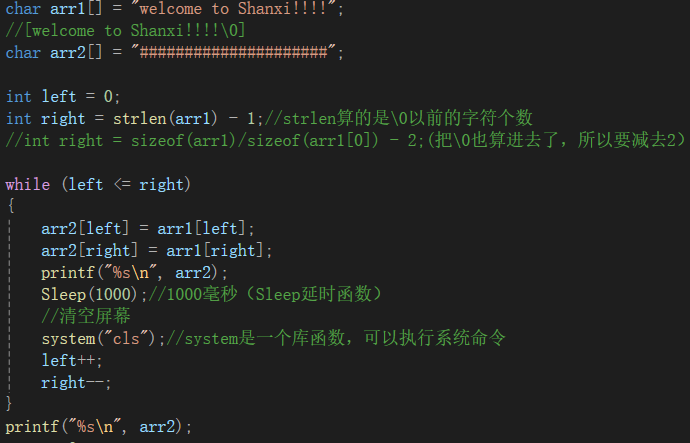 char arr1[] = "welcome to Shanxi!!!!";
//[welcome to Shanxi!!!!\0]
char arr2[] = "#####################";
int left = 0;
int right = strlen(arr1) - 1;//strlen算的是\0以前的字符个数
//int right = sizeof(arr1)/sizeof(arr1[0]) - 2;(把\0也算进去了，所以要减去2）
while (left <= right)
{
arr2[left] = arr1[left];
arr2[right] = arr1[right];
printf("%s\n", arr2);
Sleep(1000);//1000毫秒（Sleep延时函数）
//清空屏幕
system("cls");//system是一个库函数，可以执行系统命令
left++;
right--;
}
printf("%s\n", arr2);